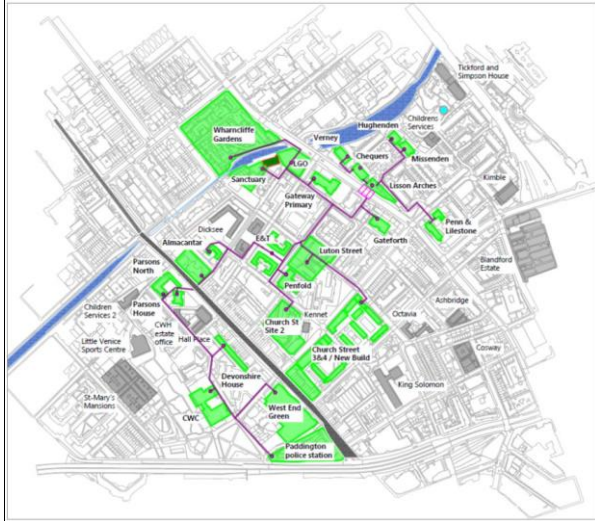 Tickford and
Simpson House
Childrens
Services
Hughenden
Verney
Wharncliffe
Gardens
Chequers
Missenden
PLGO
Sanctuary
Lisson Arches
Kimble
Gateway
Primary
Penn &
Lilestone
Dicksee
E&T
Gateforth
Almacantar
Luton Street
Blandford
Estate
Parsons
North
Penfold
Parsons
House
Kennet
Ashbridge
Octavia
Children
Services 2
CWH
estate
office
Church St
Site 2
Hall Place
Little Venice
Sports Centre
Church Street
3&4 / New Build
Conway
Devonshire
House
King Solomon
St-Mary's
Mansions
West End
Green
CWC
Paddington
police station